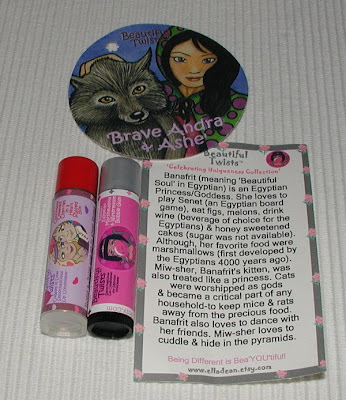 Beautiful
Twists
Brave Ahdra
& Ashe
Beautiful
Twists
"Celebrating Uniqueness Collection"
Banafrit (meaning 'Beautiful
Soul' in Egyptian) is an Egyptian
Princess/Goddess. She loves to
play Senet (an Egyptian board
game), eat figs, melons, drink
wine (beverage of choice for the
Egyptians) & honey sweetened
cakes (sugar was not available).
Although, her favorite food were
marshmallows (first developed by
the Egyptians 4000 years ago).
Miw-sher, Banafrit's kitten, was
also treated like a princess. Cats
were worshipped as gods
& became a critical part of any
household-to keep mice & rats
away from the precious food.
Banafrit also loves to dance with
her friends. Miw-sher loves to
cuddle & hide in the pyramids.
Being Different is Bea"YOU"tiful!
www.elladean.etsy.com